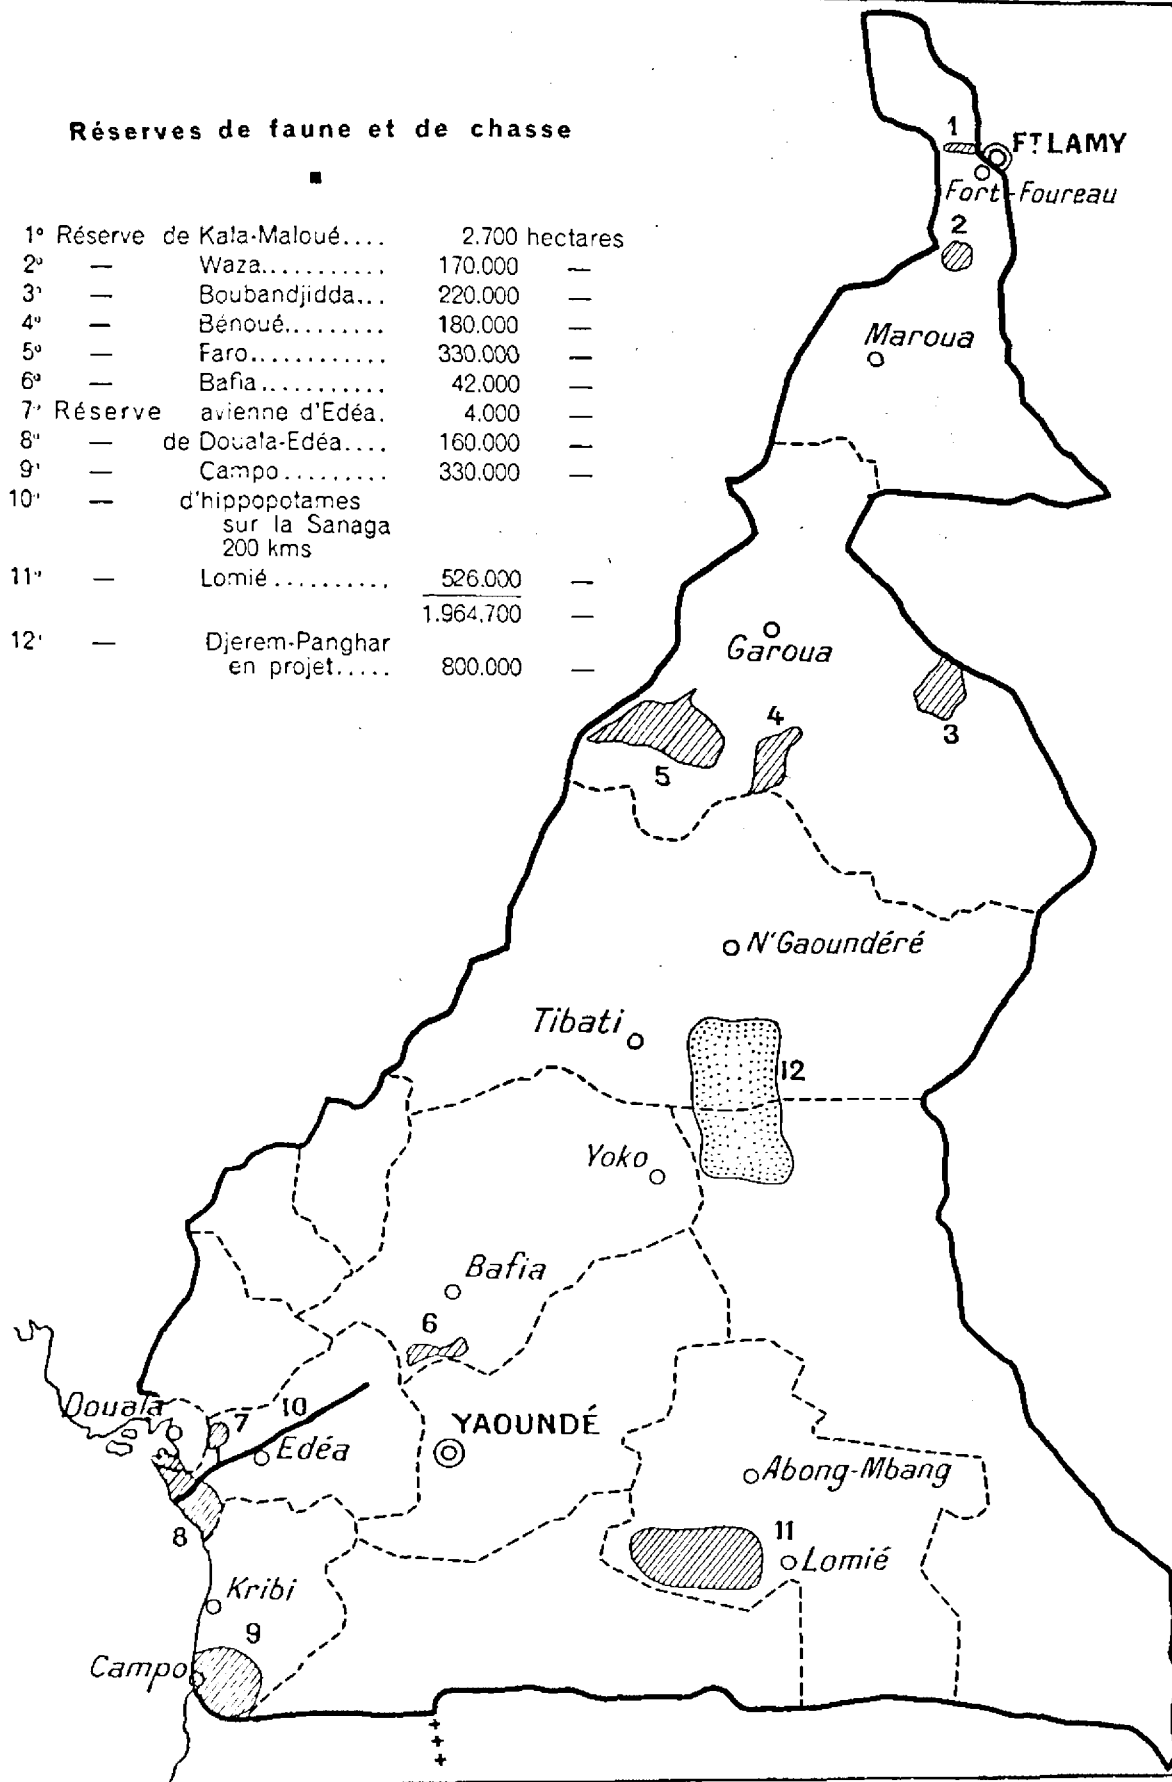 Réserves de faune et de chasse
1° Réserve de Kala-Maloué.... 2.700 hectares
2° — Waza........... 170.000 —
3° — Boubandjidda... 220.000 —
4° — Bénoué......... 180.000 —
5° — Faro............ 330.000 —
6° — Bafia........... 42.000 —
7° Réserve avienne d'Edéa. 4.000 —
8° — de Douala-Edéa.... 160.000 —
9° — Campo......... 330.000 —
10° — d'hippopotames
sur la Sanaga
200 kms
11° — Lomié.......... 526.000 —
1.964.700 —
12° — Djerem-Panghar
en projet..... 800.000 —
1
FT LAMY
Fort-Foureau
2
Maroua
Garoua
3
4
5
N'Gaoundéré
Tibati
12
Yoko
Bafia
6
Douala
7
10
YAOUNDÉ
Edéa
Abong-Mbang
8
11
Lomié
Kribi
9
Campo
+
+
+